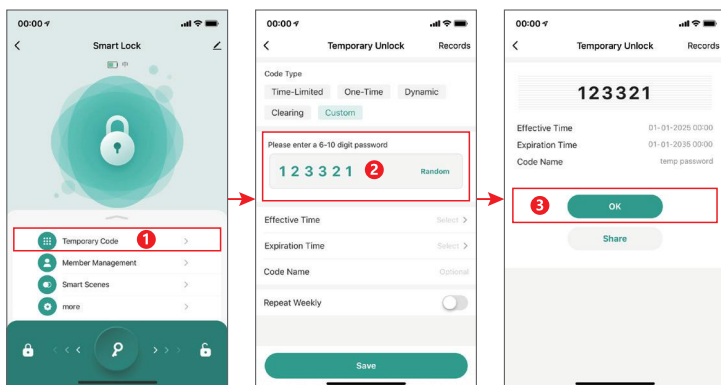 00:00
Smart Lock
Temporary Code
1
Member Management
Smart Scenes
more
00:00
Temporary Unlock Records
Code Type
Time-Limited One-Time Dynamic
Clearing Custom
Please enter a 6-10 digit password
123321 2 Random
Effective Time Select
Expiration Time Select
Code Name Optional
Repeat Weekly
Save
00:00
Temporary Unlock Records
123321
Effective Time 01-01-2025 00:00
Expiration Time 01-01-2035 00:00
Code Name temp password
3
OK
Share